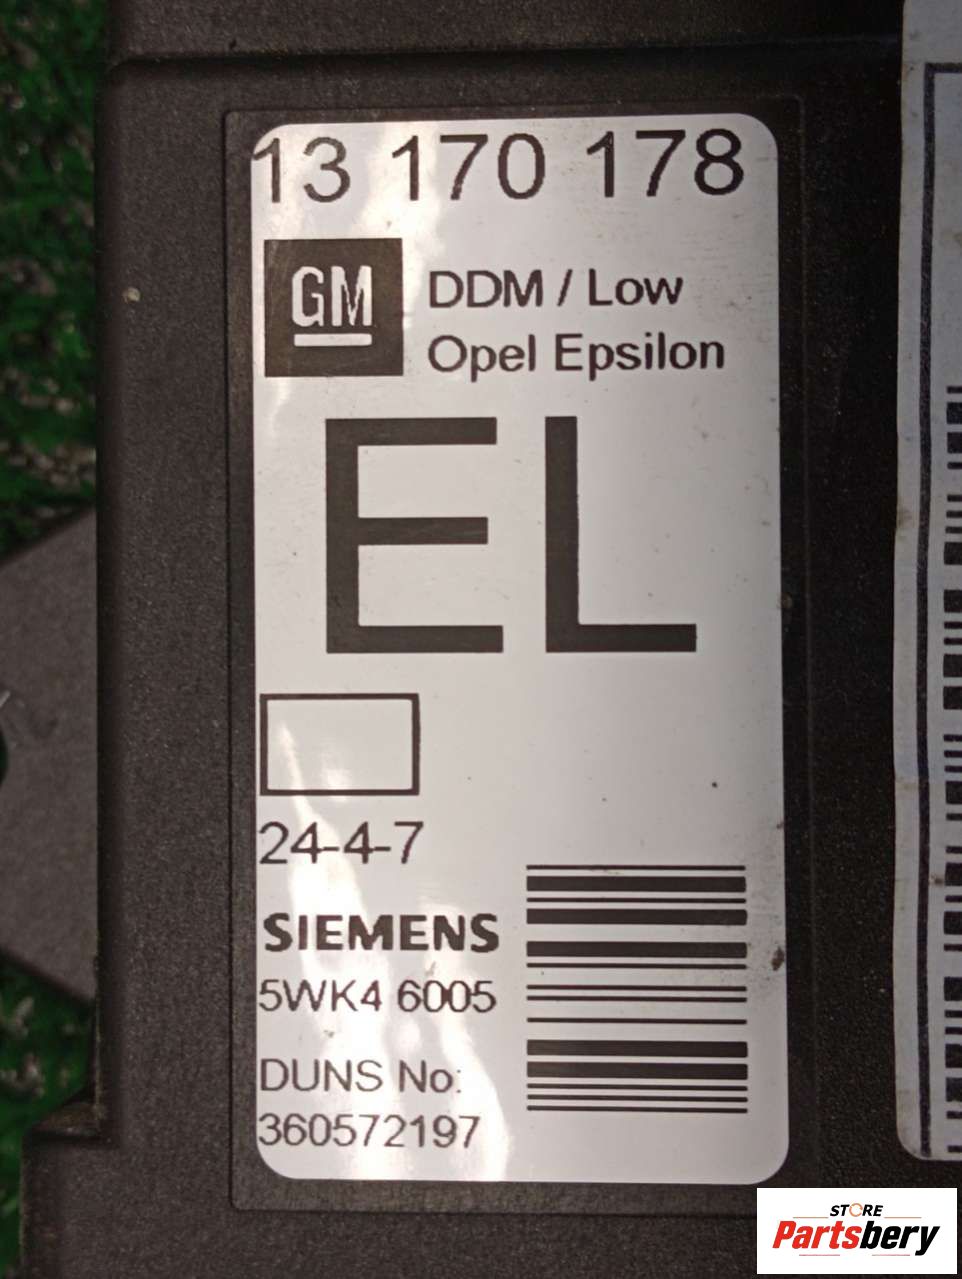 13 170 178
GM
DDM / Low
Opel Epsilon
EL
24-4-7
SIEMENS
5WK4 6005
DUNS No:
360572197
STORE
Partsbery